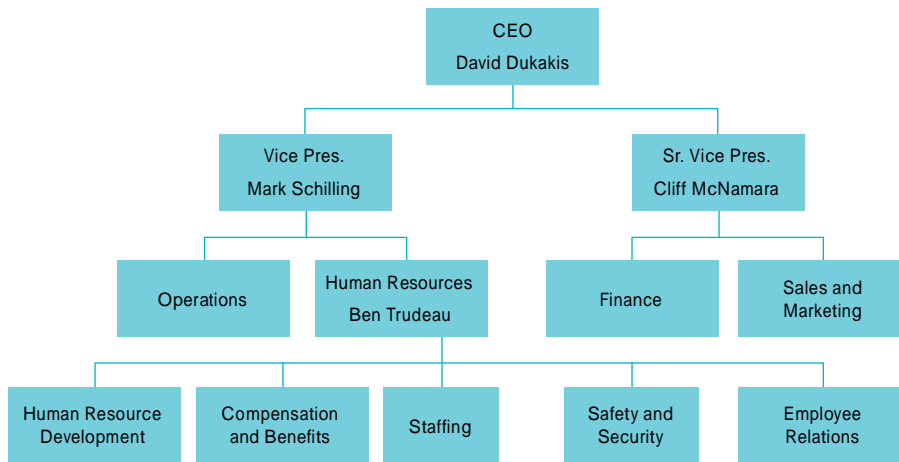 CEO
David Dukakis
Vice Pres.
Mark Schilling
Sr. Vice Pres.
Cliff McNamara
Operations
Human Resources
Ben Trudeau
Finance
Sales and
Marketing
Human Resource
Development
Compensation
and Benefits
Staffing
Safety and
Security
Employee
Relations